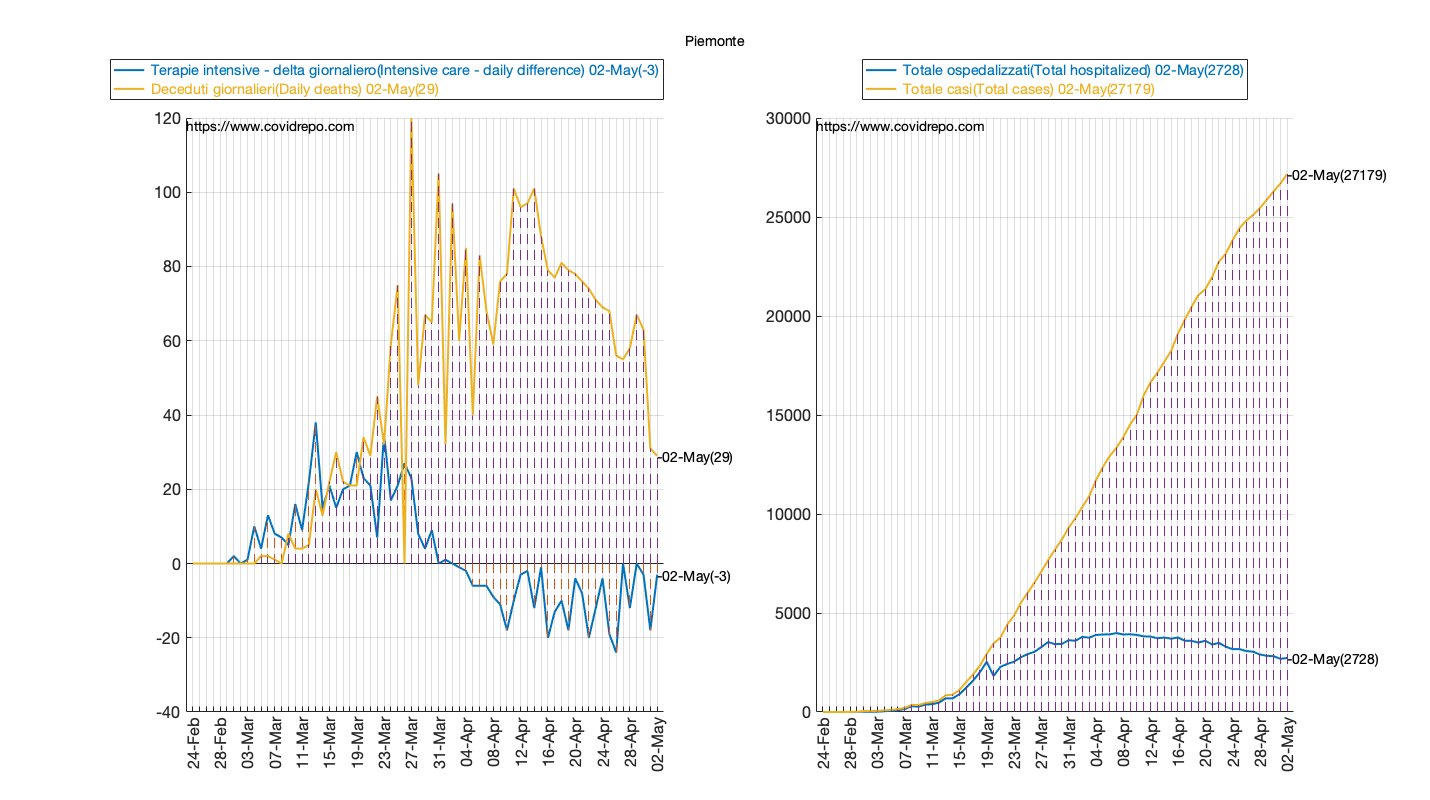 Piemonte
Terapie intensive - delta giornaliero(Intensive care - daily difference) 02-May(-3)
Deceduti giornalieri(Daily deaths) 02-May(29)
https://www.covidrepo.com
120
100
80
60
40
20
0
-20
-40
02-May(29)
02-May(-3)
24-Feb
28-Feb
03-Mar
07-Mar
11-Mar
15-Mar
19-Mar
23-Mar
27-Mar
31-Mar
04-Apr
08-Apr
12-Apr
16-Apr
20-Apr
24-Apr
28-Apr
02-May
Totale ospedalizzati(Total hospitalized) 02-May(2728)
Totale casi(Total cases) 02-May(27179)
https://www.covidrepo.com
30000
25000
20000
15000
10000
5000
0
02-May(27179)
02-May(2728)
24-Feb
28-Feb
03-Mar
07-Mar
11-Mar
15-Mar
19-Mar
23-Mar
27-Mar
31-Mar
04-Apr
08-Apr
12-Apr
16-Apr
20-Apr
24-Apr
28-Apr
02-May